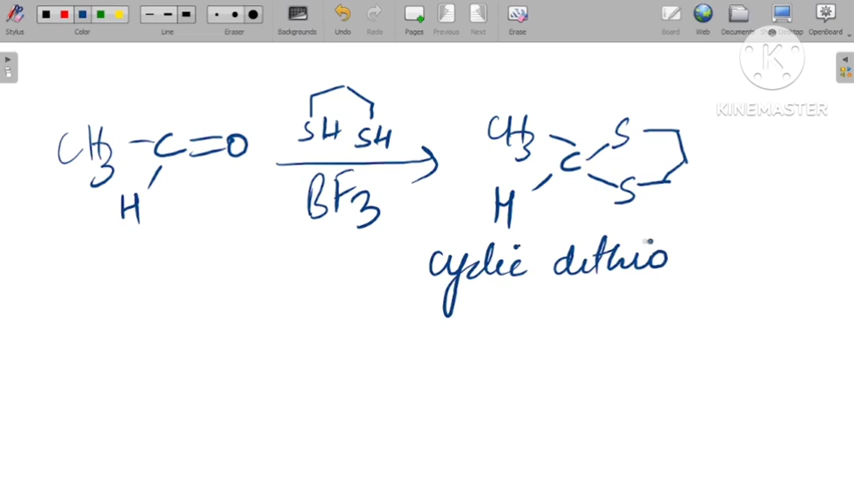 Stylus Color Line Eraser Backgrounds Undo Redo Pages Previous Next Erase Board Web Documents Show Desktop OpenBoard
KINEMASTER
SH SH
CH3 - C = O
H
BF3
CH3 C S S
H
cyclic dithio